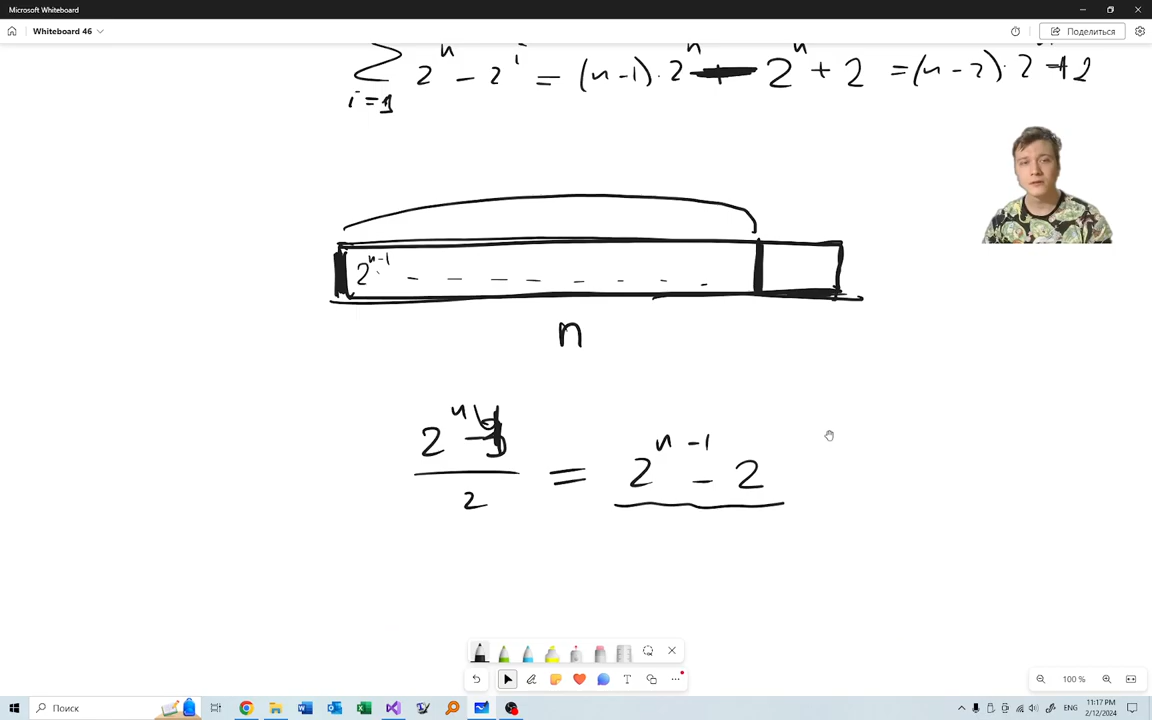 Microsoft Whiteboard
Whiteboard 46
Поделиться
n
∑ 2^n - 2^i = (n-1)·2^n - 2^n + 2 = (n-2)·2^n + 2
i=1
2^{n-1} - - - - - - - -
n
2^n - 4
2
= 2^{n-1} - 2
100 %
Поиск
ENG
11:17 PM
2/12/2024